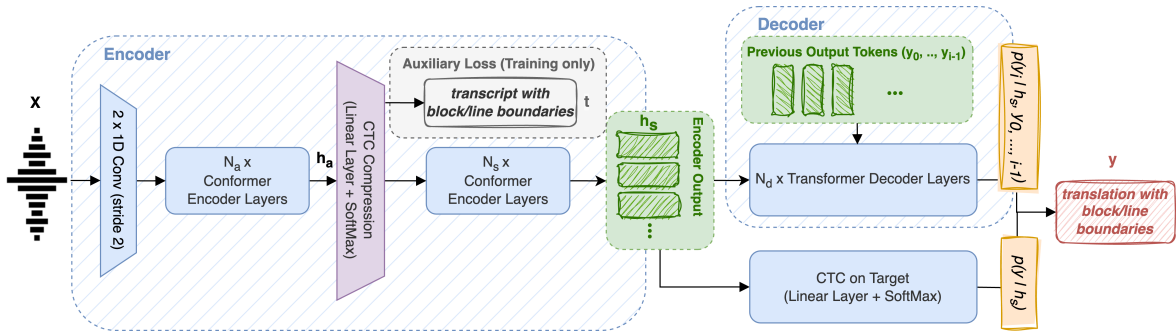 Encoder
Decoder
X
2 x 1D Conv (stride 2)
Nₐ x
Conformer
Encoder Layers
hₐ
CTC Compression
(Linear Layer + SoftMax)
Auxiliary Loss (Training only)
transcript with
block/line boundaries
t
Nₛ x
Conformer
Encoder Layers
hₛ
Encoder Output
Previous Output Tokens (y₀, .., yᵢ₋₁)
...
N_d x Transformer Decoder Layers
CTC on Target
(Linear Layer + SoftMax)
p(yᵢ | hₛ, y₀, ..., ᵢ₋₁)
p(y | hₛ)
y
translation with
block/line
boundaries